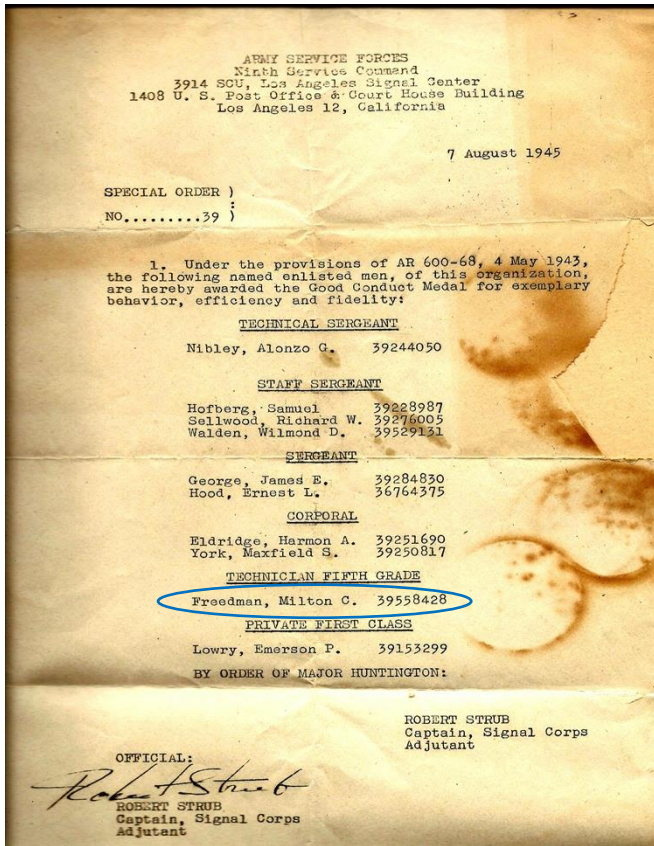 ARMY SERVICE FORCES
Ninth Service Command
3914 SCU, Los Angeles Signal Center
1408 U. S. Post Office & Court House Building
Los Angeles 12, California
7 August 1945
SPECIAL ORDER )
:
NO.........39 )
1. Under the provisions of AR 600-68, 4 May 1943,
the following named enlisted men, of this organization,
are hereby awarded the Good Conduct Medal for exemplary
behavior, efficiency and fidelity:
TECHNICAL SERGEANT
Nibley, Alonzo G. 39244050
STAFF SERGEANT
Hofberg, Samuel 39228987
Sellwood, Richard W. 39276005
Walden, Wilmond D. 39529131
SERGEANT
George, James E. 39284830
Hood, Ernest L. 36764375
CORPORAL
Eldridge, Harmon A. 39251690
York, Maxfield S. 39250817
TECHNICIAN FIFTH GRADE
Freedman, Milton C. 39558428
PRIVATE FIRST CLASS
Lowry, Emerson P. 39153299
BY ORDER OF MAJOR HUNTINGTON:
ROBERT STRUB
Captain, Signal Corps
Adjutant
OFFICIAL:
Robert Strub
ROBERT STRUB
Captain, Signal Corps
Adjutant